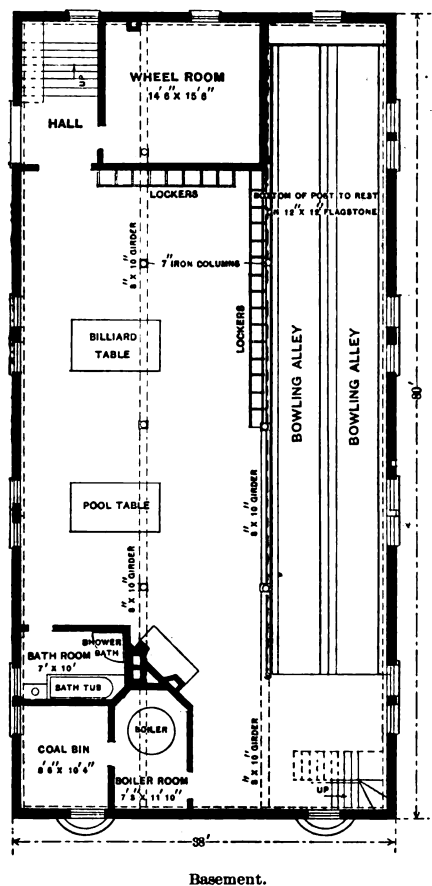 WHEEL ROOM
14' 6" X 15' 6"
UP
HALL
LOCKERS
BOTTOM OF POST TO REST
12" X 12" FLAGSTONE
8" X 10" GIRDER
7" IRON COLUMNS
LOCKERS
BILLIARD
TABLE
BOWLING ALLEY
BOWLING ALLEY
80'
POOL TABLE
8" X 10" GIRDER
8" X 10" GIRDER
SHOWER
BATH
BATH ROOM
7' X 10'
BATH TUB
BOILER
COAL BIN
8' 6" X 10' 4"
BOILER ROOM
7' 3" X 11' 10"
8" X 10" GIRDER
UP
38'
Basement.